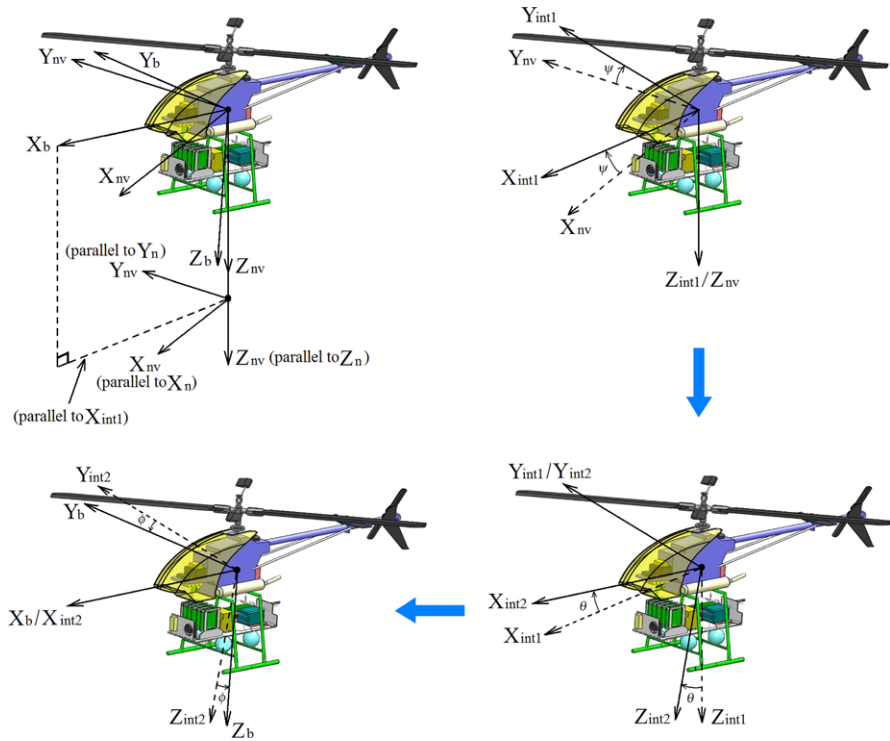 Ynv
Yb
Xb
Xnv
(parallel to Yn)
Zb
Znv
Ynv
Xnv
(parallel to Xn)
Znv (parallel to Zn)
(parallel to Xint1)
Yint1
Ynv
ψ
Xint1
ψ
Xnv
Zint1/Znv
Yint2
Yb
ϕ
Xb/Xint2
ϕ
Zint2
Zb
Yint1/Yint2
Xint2
θ
Xint1
θ
Zint2
Zint1